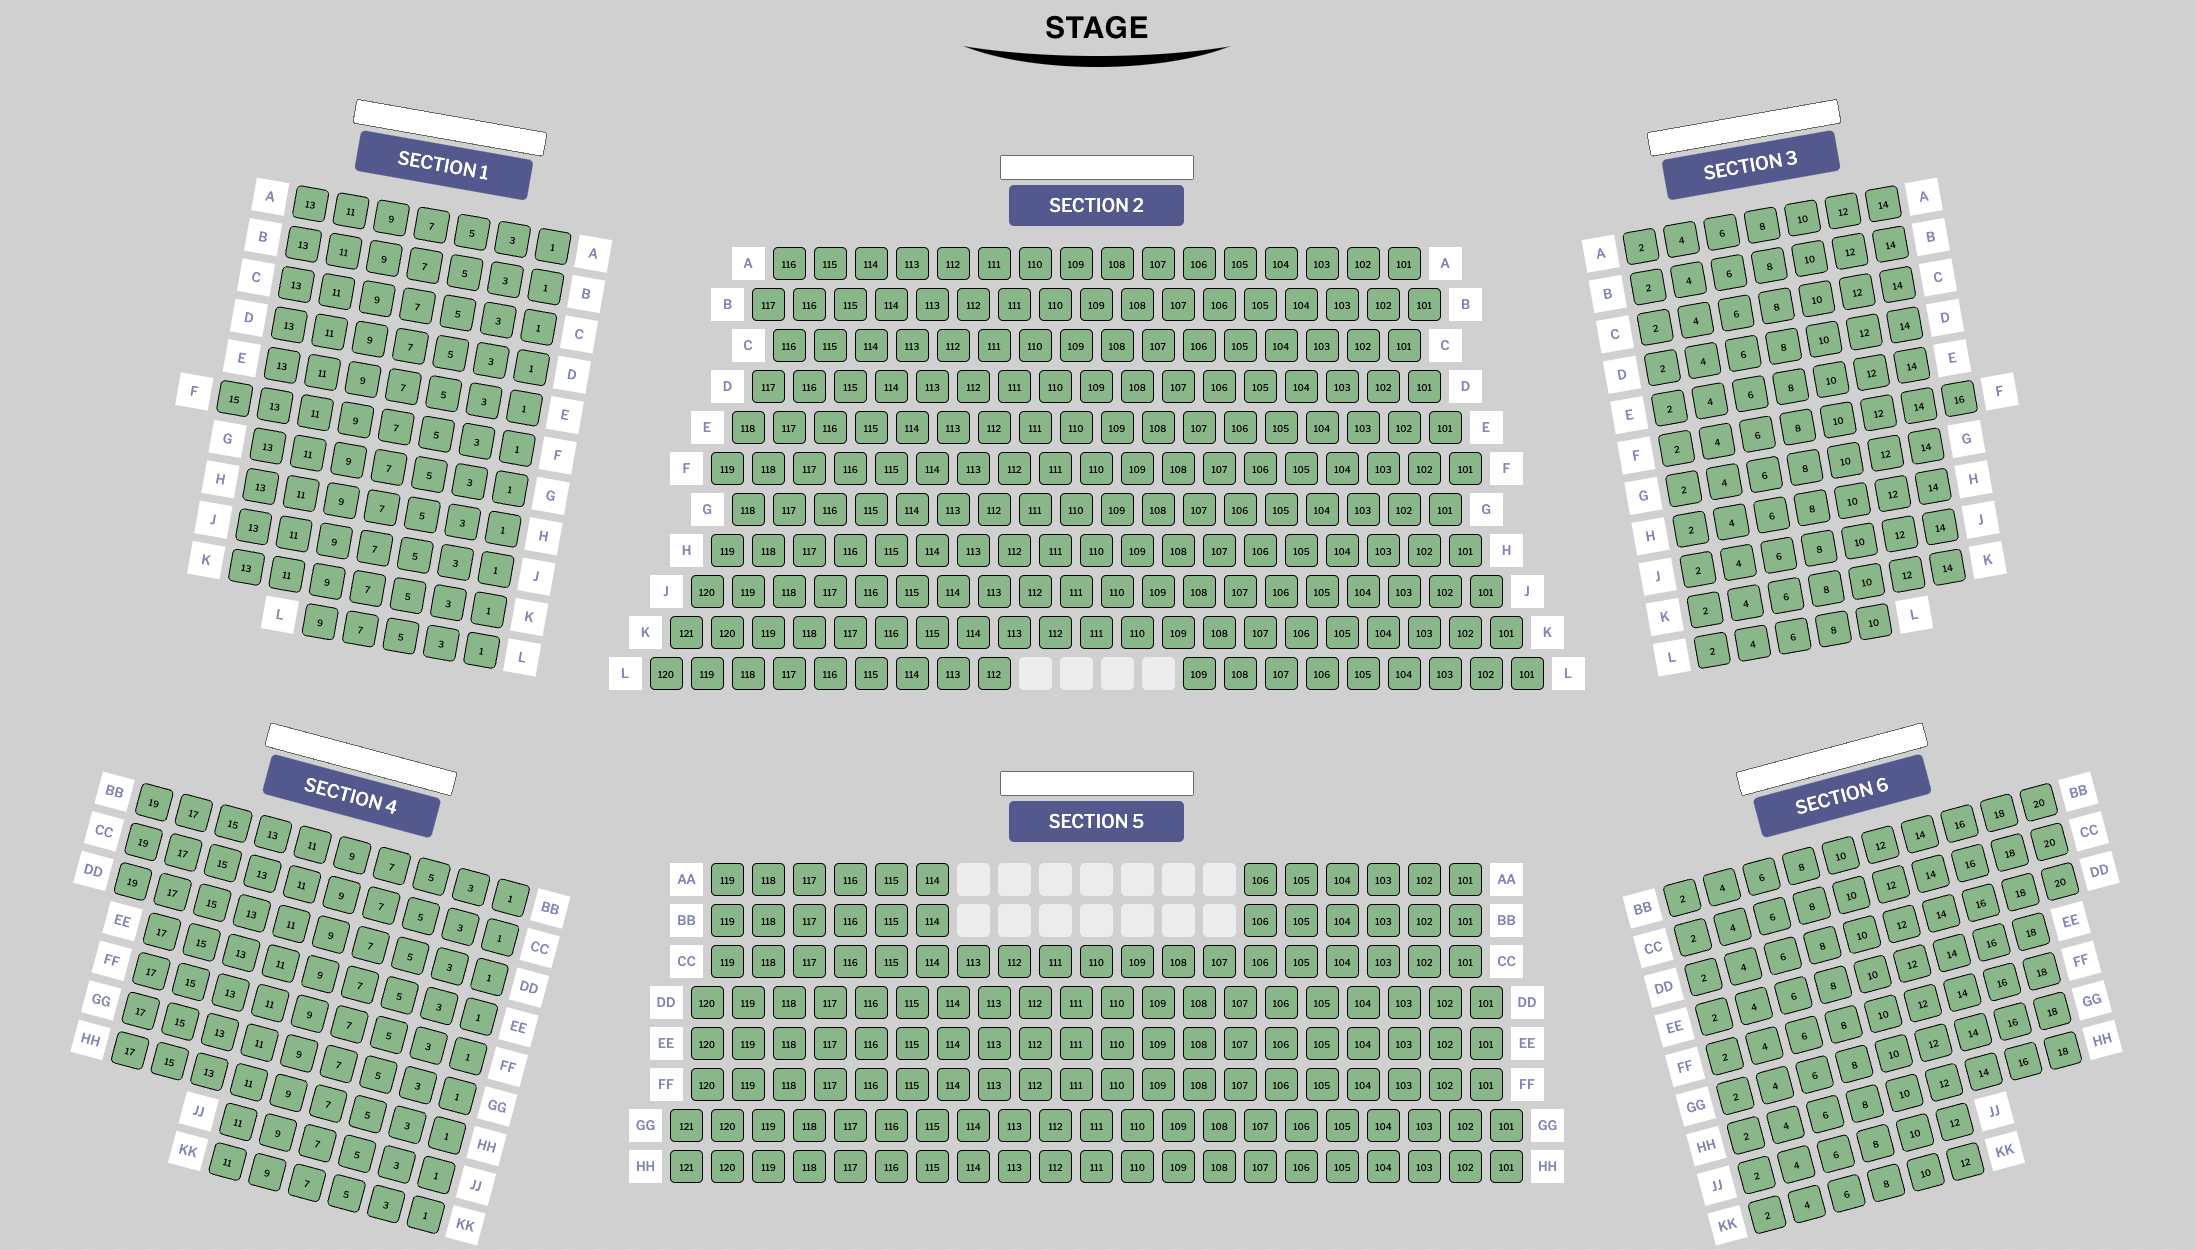 STAGE
SECTION 1
A 13 11 9 7 5 3 1 A
B 13 11 9 7 5 3 1 B
C 13 11 9 7 5 3 1 C
D 13 11 9 7 5 3 1 D
E 13 11 9 7 5 3 1 E
F 15 13 11 9 7 5 3 1 F
G 13 11 9 7 5 3 1 G
H 13 11 9 7 5 3 1 H
J 13 11 9 7 5 3 1 J
K 13 11 9 7 5 3 1 K
L 9 7 5 3 1 L
SECTION 2
A 116 115 114 113 112 111 110 109 108 107 106 105 104 103 102 101 A
B 117 116 115 114 113 112 111 110 109 108 107 106 105 104 103 102 101 B
C 116 115 114 113 112 111 110 109 108 107 106 105 104 103 102 101 C
D 117 116 115 114 113 112 111 110 109 108 107 106 105 104 103 102 101 D
E 118 117 116 115 114 113 112 111 110 109 108 107 106 105 104 103 102 101 E
F 119 118 117 116 115 114 113 112 111 110 109 108 107 106 105 104 103 102 101 F
G 118 117 116 115 114 113 112 111 110 109 108 107 106 105 104 103 102 101 G
H 119 118 117 116 115 114 113 112 111 110 109 108 107 106 105 104 103 102 101 H
J 120 119 118 117 116 115 114 113 112 111 110 109 108 107 106 105 104 103 102 101 J
K 121 120 119 118 117 116 115 114 113 112 111 110 109 108 107 106 105 104 103 102 101 K
L 120 119 118 117 116 115 114 113 112 109 108 107 106 105 104 103 102 101 L
SECTION 3
A 2 4 6 8 10 12 14 A
B 2 4 6 8 10 12 14 B
C 2 4 6 8 10 12 14 C
D 2 4 6 8 10 12 14 D
E 2 4 6 8 10 12 14 E
F 2 4 6 8 10 12 14 16 F
G 2 4 6 8 10 12 14 G
H 2 4 6 8 10 12 14 H
J 2 4 6 8 10 12 14 J
K 2 4 6 8 10 12 14 K
L 2 4 6 8 10 L
SECTION 4
BB 19 17 15 13 11 9 7 5 3 1 BB
CC 19 17 15 13 11 9 7 5 3 1 CC
DD 19 17 15 13 11 9 7 5 3 1 DD
EE 17 15 13 11 9 7 5 3 1 EE
FF 17 15 13 11 9 7 5 3 1 FF
GG 17 15 13 11 9 7 5 3 1 GG
HH 17 15 13 11 9 7 5 3 1 HH
JJ 11 9 7 5 3 1 JJ
KK 11 9 7 5 3 1 KK
SECTION 5
AA 119 118 117 116 115 114 106 105 104 103 102 101 AA
BB 119 118 117 116 115 114 106 105 104 103 102 101 BB
CC 119 118 117 116 115 114 113 112 111 110 109 108 107 106 105 104 103 102 101 CC
DD 120 119 118 117 116 115 114 113 112 111 110 109 108 107 106 105 104 103 102 101 DD
EE 120 119 118 117 116 115 114 113 112 111 110 109 108 107 106 105 104 103 102 101 EE
FF 120 119 118 117 116 115 114 113 112 111 110 109 108 107 106 105 104 103 102 101 FF
GG 121 120 119 118 117 116 115 114 113 112 111 110 109 108 107 106 105 104 103 102 101 GG
HH 121 120 119 118 117 116 115 114 113 112 111 110 109 108 107 106 105 104 103 102 101 HH
SECTION 6
BB 2 4 6 8 10 12 14 16 18 20 BB
CC 2 4 6 8 10 12 14 16 18 20 CC
DD 2 4 6 8 10 12 14 16 18 20 DD
EE 2 4 6 8 10 12 14 16 18 EE
FF 2 4 6 8 10 12 14 16 18 FF
GG 2 4 6 8 10 12 14 16 18 GG
HH 2 4 6 8 10 12 14 16 18 HH
JJ 2 4 6 8 10 12 JJ
KK 2 4 6 8 10 12 KK